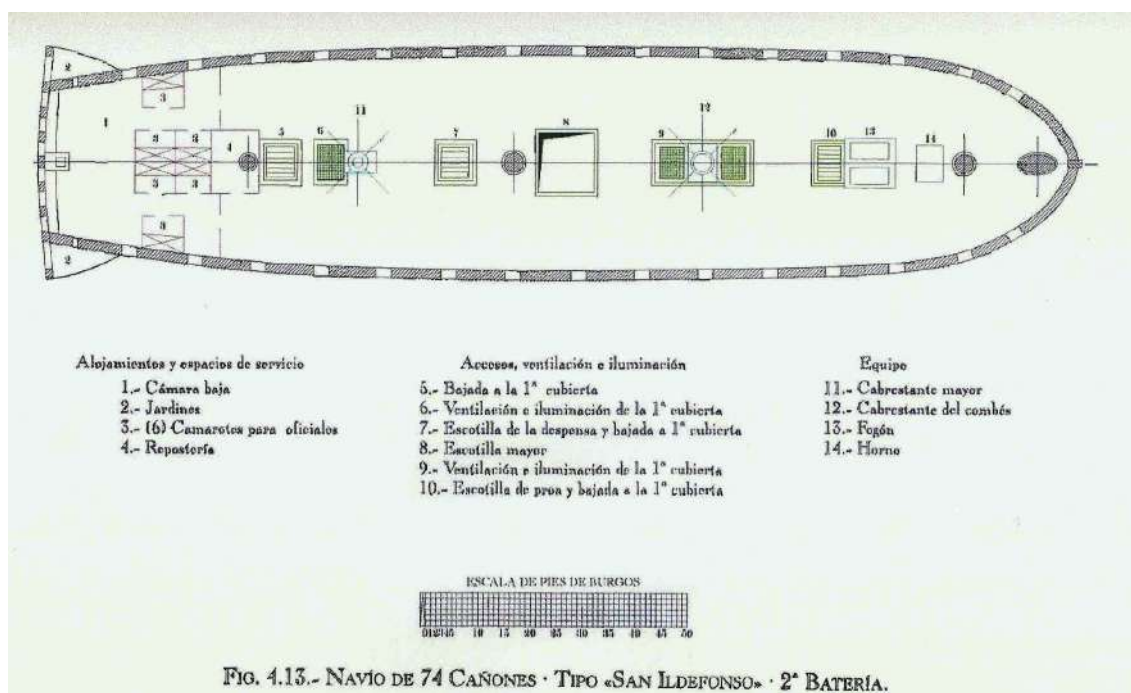 2
11
12
3
1
3 3
4
5
6
7
8
9
10
13
14
3 3
3
2
Alojamientos y espacios de servicio
1.- Cámara baja
2.- Jardines
3.- (6) Camarotes para oficiales
4.- Repostería
Accesos, ventilación e iluminación
5.- Bajada a la 1ª cubierta
6.- Ventilación e iluminación de la 1ª cubierta
7.- Escotilla de la despensa y bajada a 1ª cubierta
8.- Escotilla mayor
9.- Ventilación e iluminación de la 1ª cubierta
10.- Escotilla de proa y bajada a la 1ª cubierta
Equipo
11.- Cabrestante mayor
12.- Cabrestante del combés
13.- Fogón
14.- Horno
ESCALA DE PIES DE BURGOS
012345 10 15 20 25 30 35 40 45 50
FIG. 4.13.- NAVÍO DE 74 CAÑONES · TIPO «SAN ILDEFONSO» · 2ª BATERÍA.